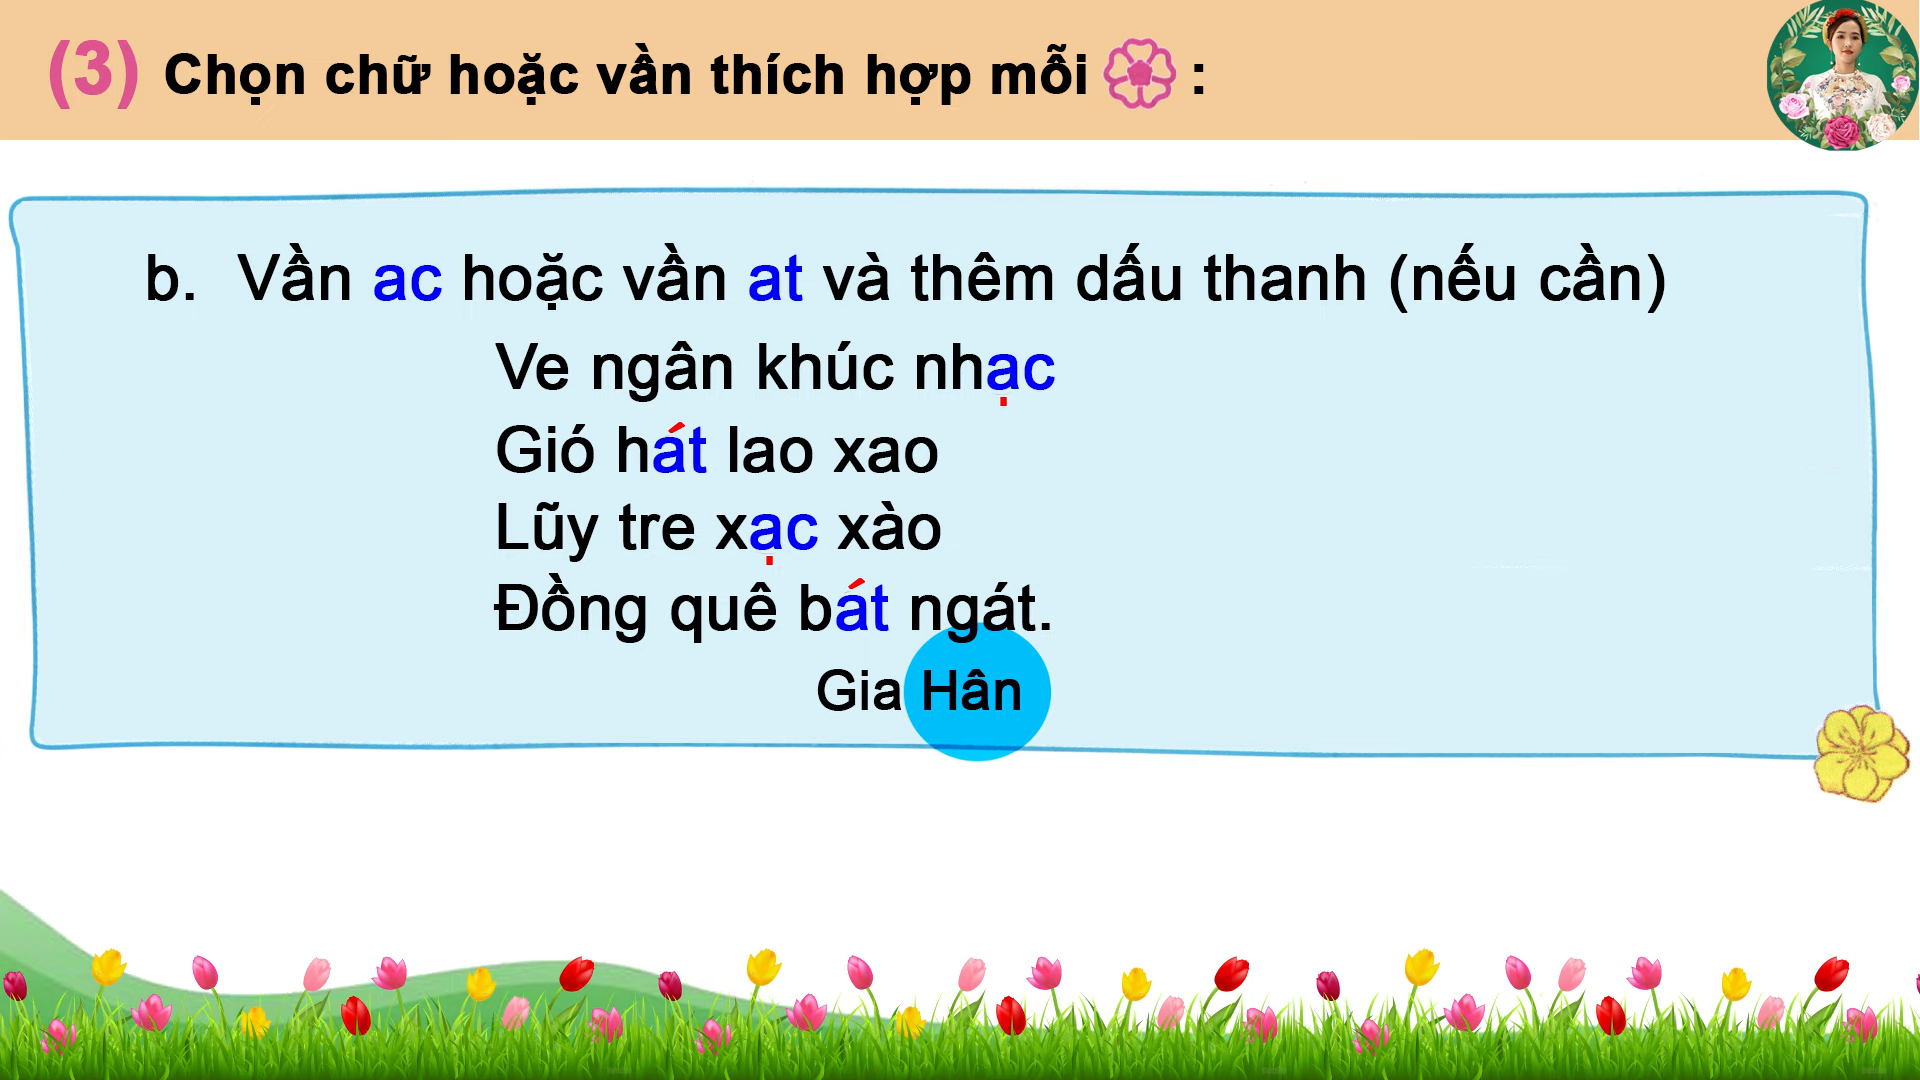 (3) Chọn chữ hoặc vần thích hợp mỗi :
b. Vần ac hoặc vần at và thêm dấu thanh (nếu cần)
Ve ngân khúc nhạc
Gió hát lao xao
Lũy tre xạc xào
Đồng quê bát ngát.
Gia Hân